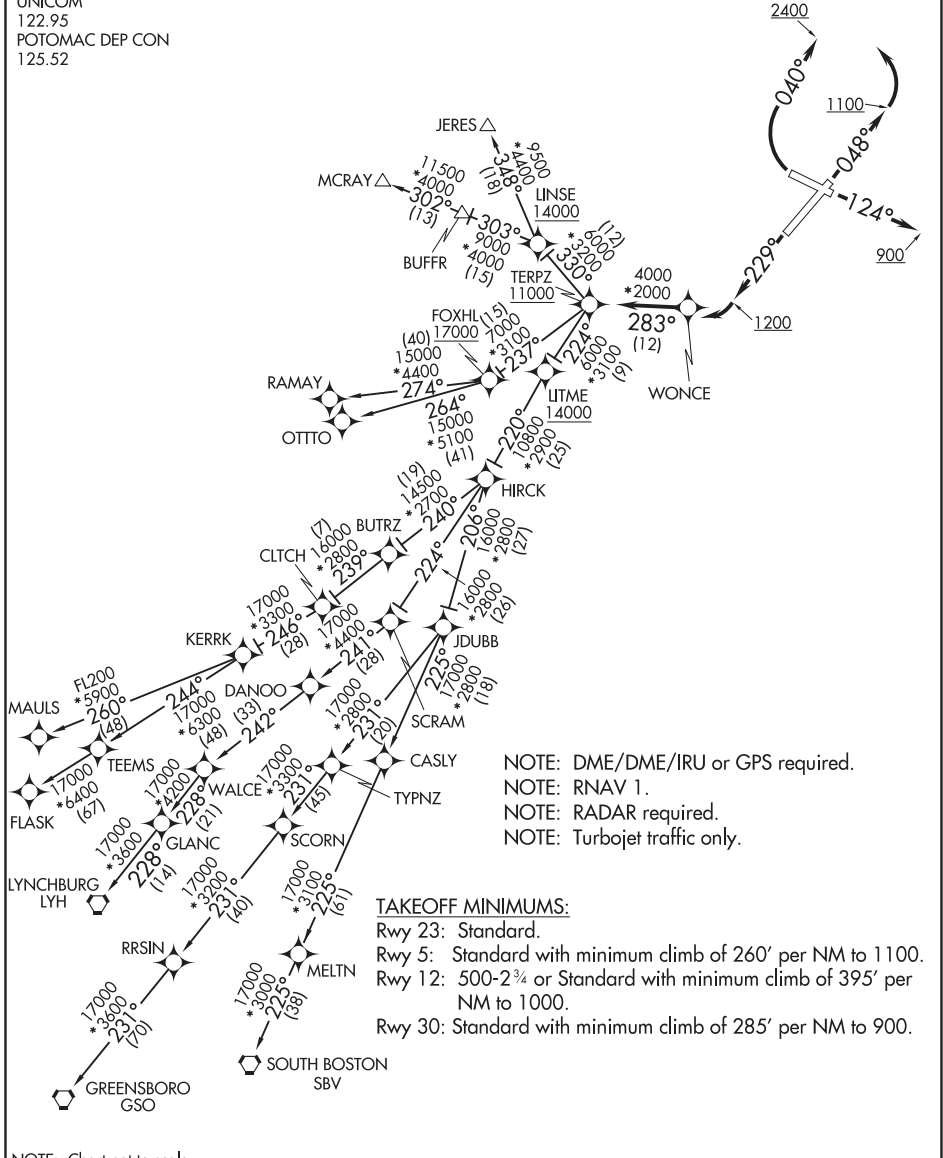 UNICOM
122.95
POTOMAC DEP CON
125.52
2400
040°
1100
048°
124°
900
229°
1200
JERES
9500
*4400
348°
(18)
MCRAY
11500
*4000
302°
(13)
LINSE
14000
303°
9000
*4000
(15)
BUFFR
(12)
6000
*3200
330°
TERPZ
11000
4000
*2000
283°
(12)
WONCE
FOXHL
17000
(15)
7000
*3100
237°
224°
6000
*3100
(9)
(40)
15000
*4400
274°
RAMAY
264°
15000
*5100
(41)
OTTTO
LITME
14000
220°
10800
*2900
(25)
HIRCK
(19)
14500
*2700
240°
BUTRZ
206°
16000
*2800
(27)
224°
16000
*2800
(26)
(7)
16000
*2800
239°
CLTCH
17000
*3300
246°
(28)
KERRK
17000
*4400
241°
(28)
JDUBB
225°
17000
*2800
(18)
SCRAM
FL200
*5900
260°
(48)
MAULS
244°
17000
*6300
(48)
DANOO
(33)
242°
17000
*2800
231°
(20)
CASLY
TEEMS
17000
*6400
(67)
FLASK
WALCE
17000
*4200
228°
(21)
17000
*3300
231°
(45)
TYPNZ
GLANC
SCORN
17000
*3600
228°
(14)
LYNCHBURG
LYH
17000
*3200
231°
(40)
17000
*3100
225°
(61)
RRSIN
MELTN
17000
*3600
231°
(70)
17000
*3000
225°
(38)
SOUTH BOSTON
SBV
GREENSBORO
GSO
NOTE: DME/DME/IRU or GPS required.
NOTE: RNAV 1.
NOTE: RADAR required.
NOTE: Turbojet traffic only.
TAKEOFF MINIMUMS:
Rwy 23: Standard.
Rwy 5: Standard with minimum climb of 260' per NM to 1100.
Rwy 12: 500-2¾ or Standard with minimum climb of 395' per
NM to 1000.
Rwy 30: Standard with minimum climb of 285' per NM to 900.
NOTE: Chart not to scale